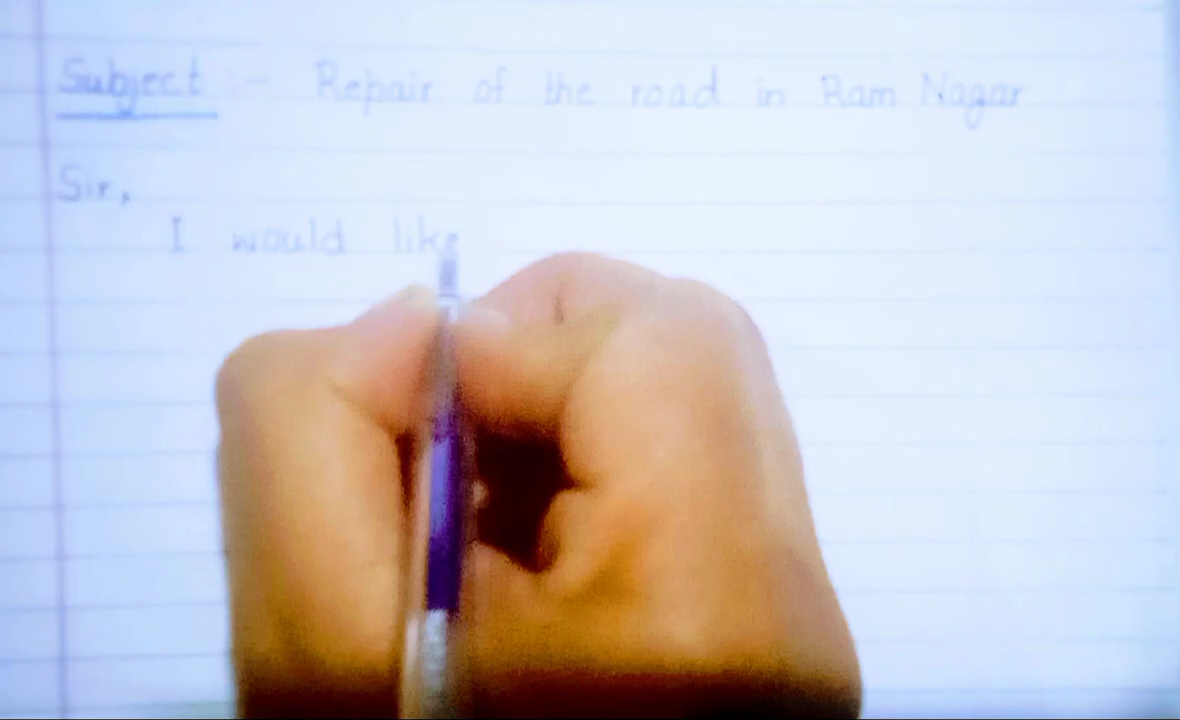 Subject :- Repair of the road in Ram Nagar
Sir,
I would like